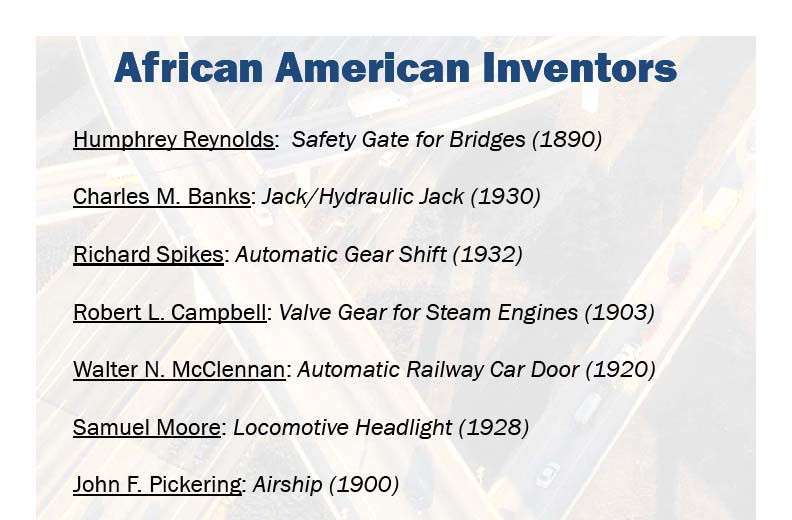 African American Inventors
Humphrey Reynolds:  Safety Gate for Bridges (1890)
Charles M. Banks: Jack/Hydraulic Jack (1930)
Richard Spikes: Automatic Gear Shift (1932)
Robert L. Campbell: Valve Gear for Steam Engines (1903)
Walter N. McClennan: Automatic Railway Car Door (1920)
Samuel Moore: Locomotive Headlight (1928)
John F. Pickering: Airship (1900)